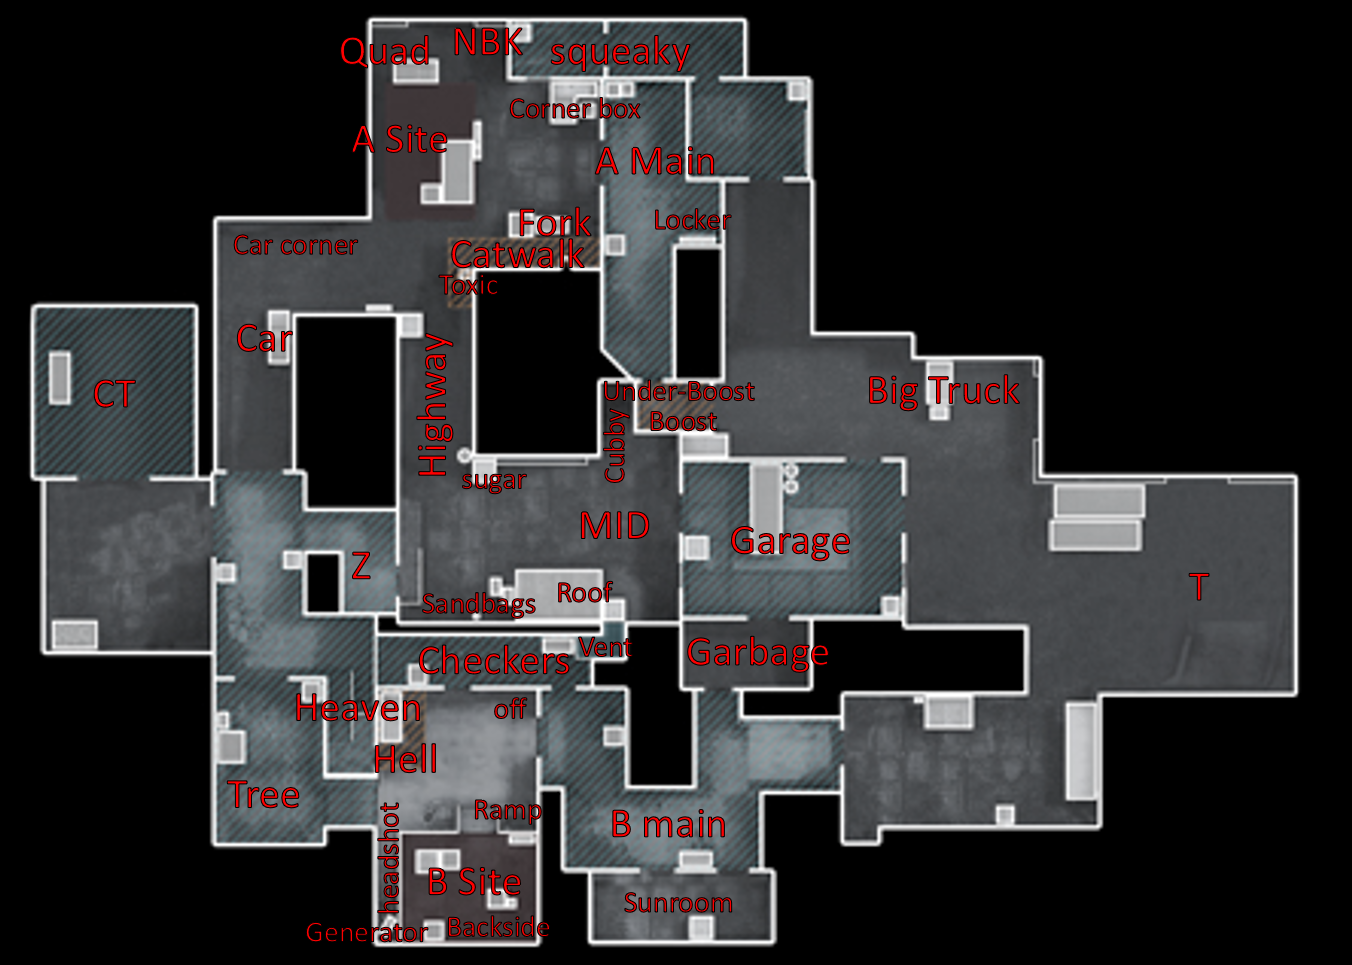 Quad
NBK
squeaky
Corner box
A Site
A Main
Fork
Locker
Car corner
Catwalk
Toxic
Car
CT
Highway
Under-Boost
Big Truck
Boost
Cubby
sugar
MID
Garage
Z
T
Sandbags
Roof
Vent
Garbage
Checkers
Heaven
off
Hell
Tree
Ramp
headshot
B main
B Site
Sunroom
Generator
Backside